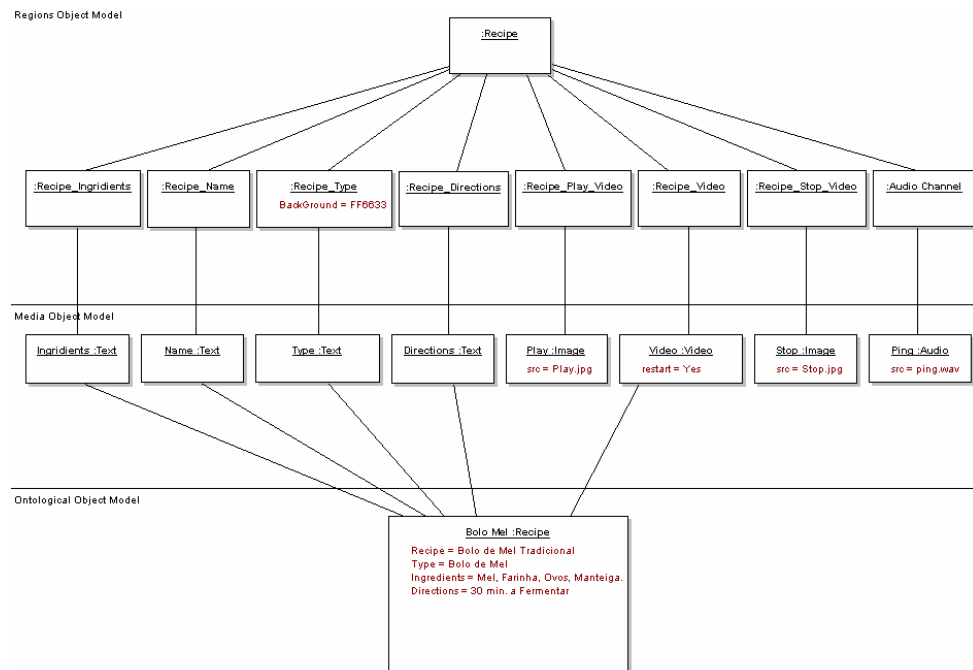 Regions Object Model
:Recipe
:Recipe_Ingridients
:Recipe_Name
:Recipe_Type
BackGround = FF6633
:Recipe_Directions
:Recipe_Play_Video
:Recipe_Video
:Recipe_Stop_Video
:Audio Channel
Media Object Model
Ingridients :Text
Name :Text
Type :Text
Directions :Text
Play :Image
src = Play.jpg
Video :Video
restart = Yes
Stop :Image
src = Stop.jpg
Ping :Audio
src = ping.wav
Ontological Object Model
Bolo Mel :Recipe
Recipe = Bolo de Mel Tradicional
Type = Bolo de Mel
Ingredients = Mel, Farinha, Ovos, Manteiga.
Directions = 30 min. a Fermentar